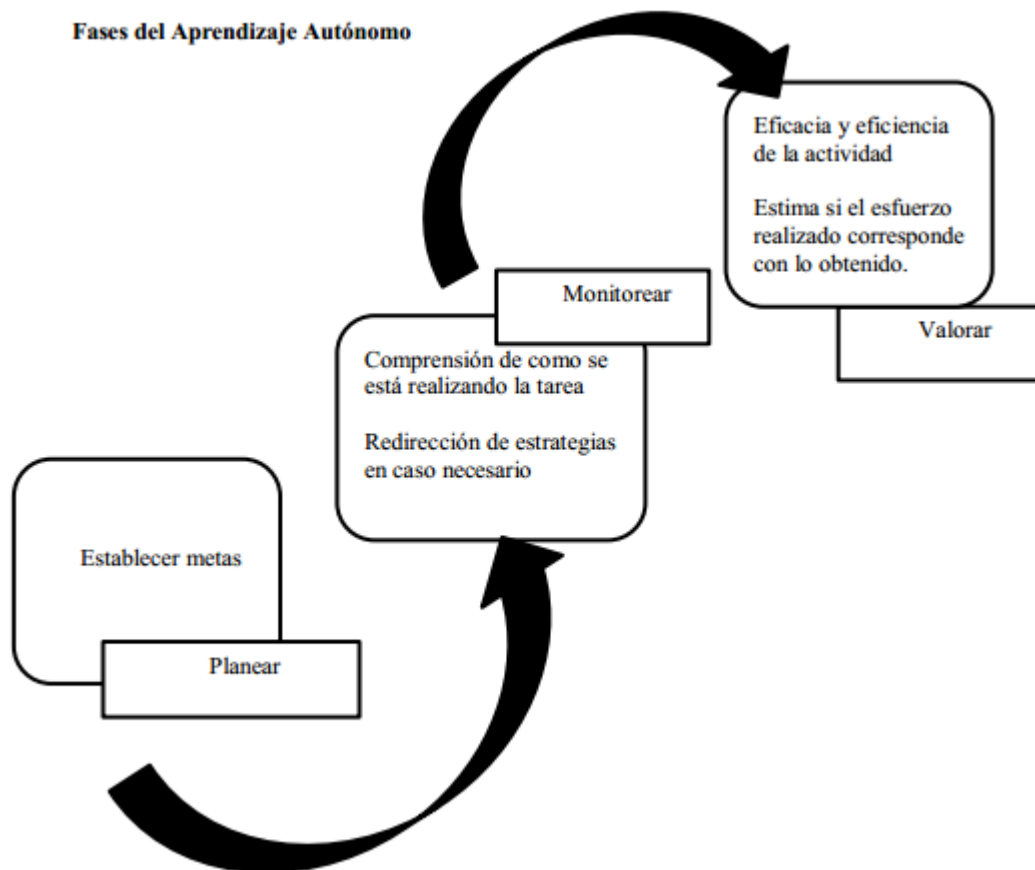 Fases del Aprendizaje Autónomo
Eficacia y eficiencia
de la actividad
Estima si el esfuerzo
realizado corresponde
con lo obtenido.
Valorar
Monitorear
Comprensión de como se
está realizando la tarea
Redirección de estrategias
en caso necesario
Establecer metas
Planear